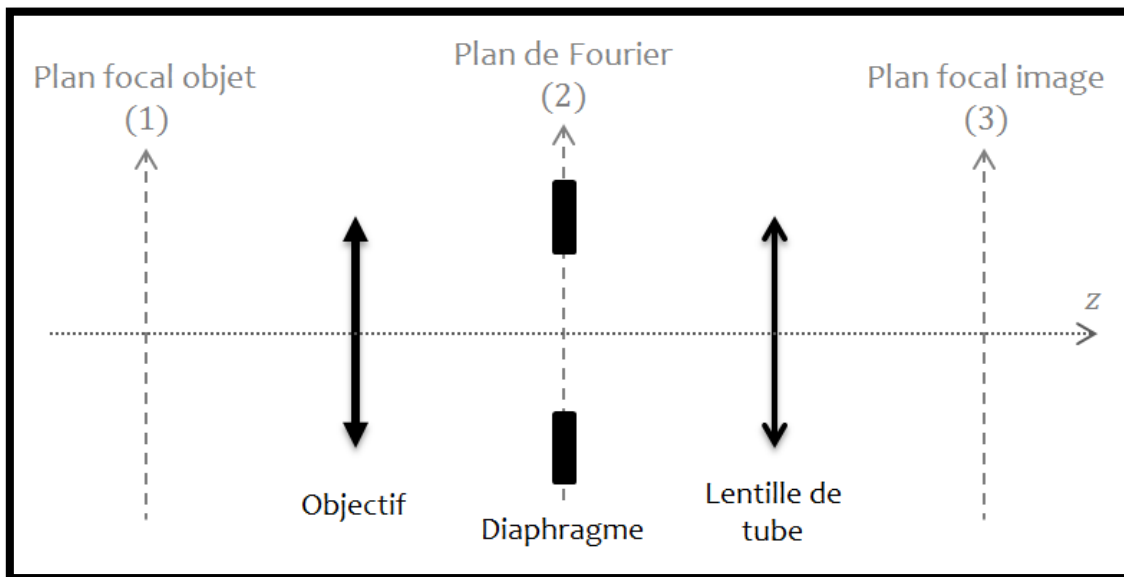 Plan focal objet
(1)
Plan de Fourier
(2)
Plan focal image
(3)
z
Objectif
Diaphragme
Lentille de
tube